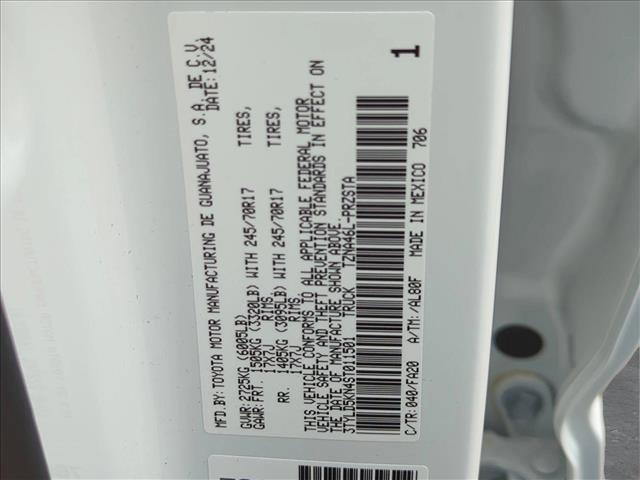 MFD.BY:TOYOTA MOTOR MANUFACTURING DE GUANAJUATO, S.A. DE C.V.
DATE:12/24
GVWR:2725KG (6005LB)
GAWR:FRT. 1505KG (3320LB) WITH 245/70R17 TIRES,
17X7J RIMS
RR. 1405KG (3095LB) WITH 245/70R17 TIRES,
17X7J RIMS,
THIS VEHICLE CONFORMS TO ALL APPLICABLE FEDERAL MOTOR
VEHICLE SAFETY AND THEFT PREVENTION STANDARDS IN EFFECT ON
THE DATE OF MANUFACTURE SHOWN ABOVE.
3TYLD5KN4ST011501 TRUCK TZNA46L-PRZSTA
1
C/TR:040/FA20 A/TM:/AL80F MADE IN MEXICO 706